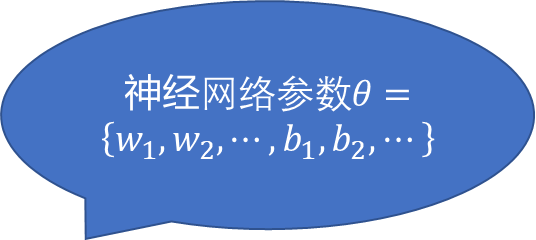 神经网络参数𝜃 =
{𝑤₁, 𝑤₂, ⋯ , 𝑏₁, 𝑏₂, ⋯ }